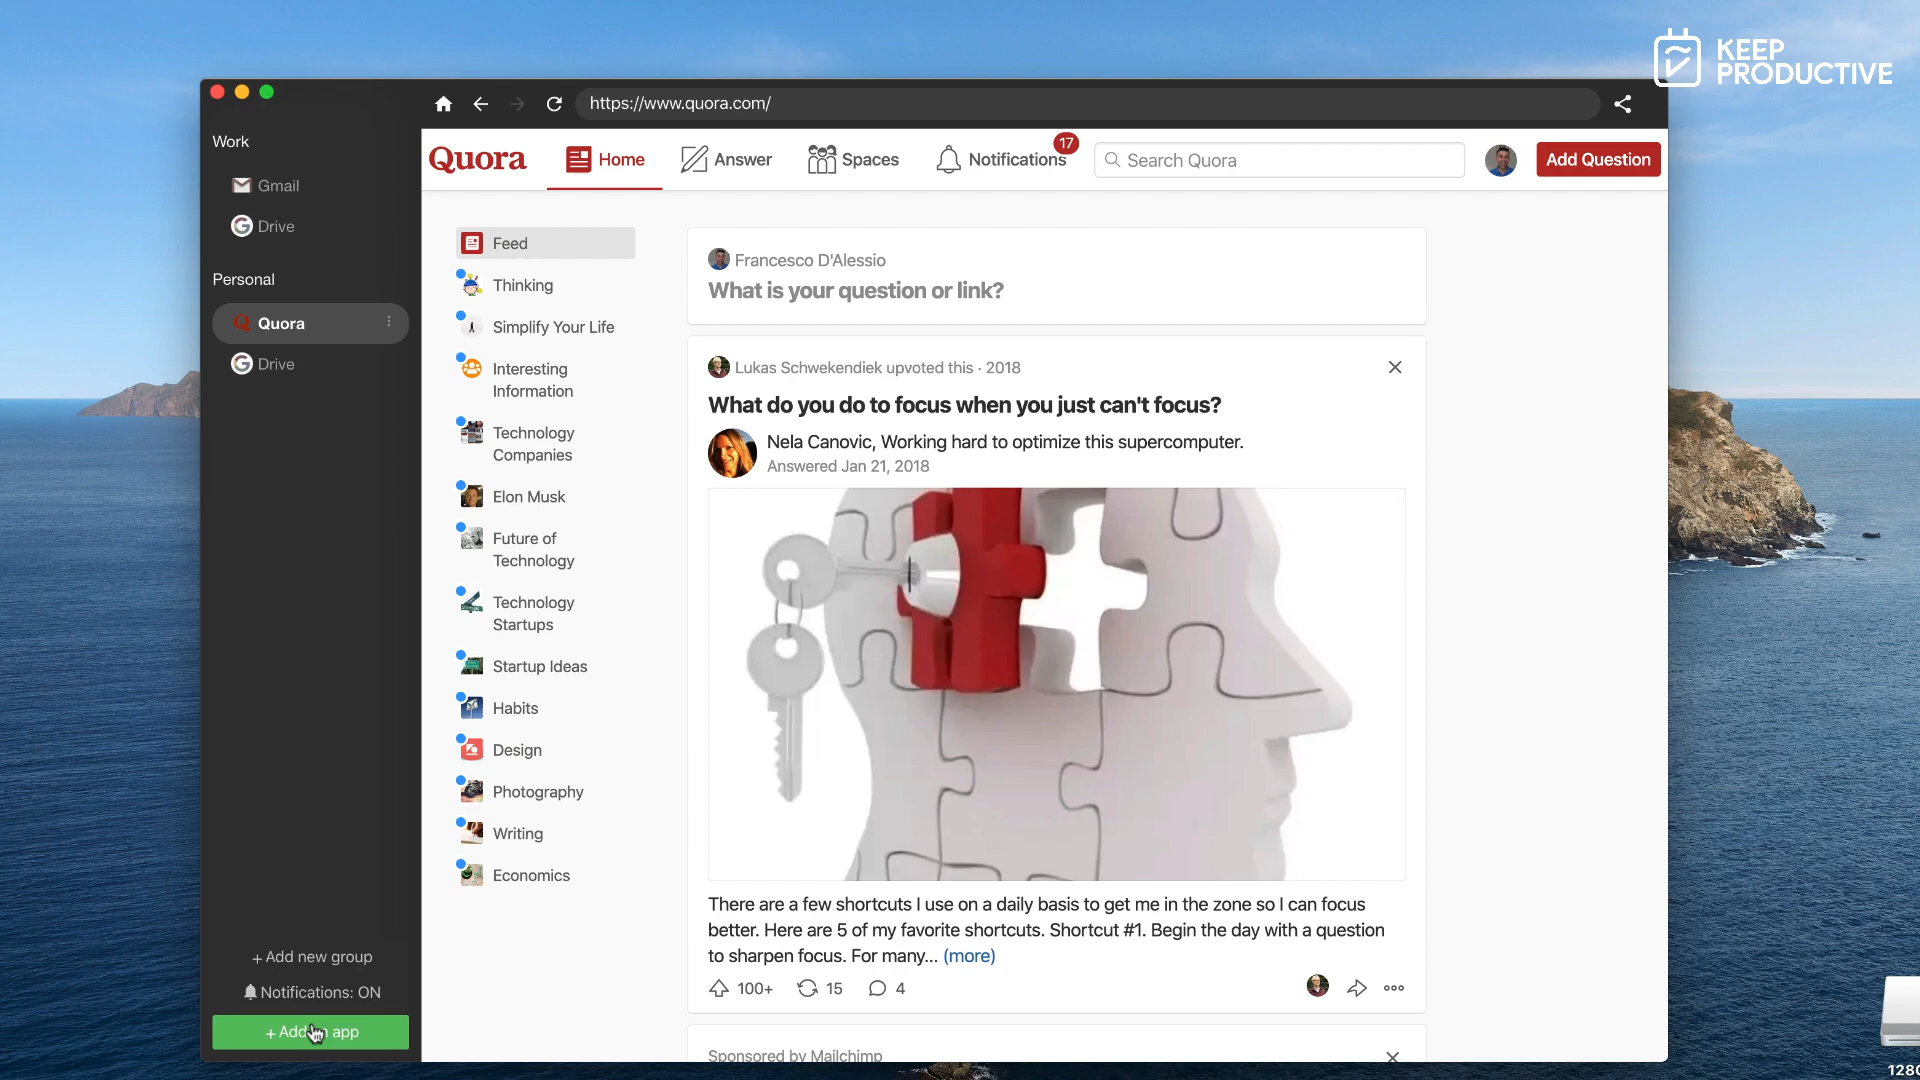 KEEP
PRODUCTIVE
https://www.quora.com/
Work
Gmail
Drive
Personal
Quora
Drive
+ Add new group
Notifications: ON
+ Add app
Quora
Home
Answer
Spaces
Notifications
17
Search Quora
Add Question
Feed
Thinking
Simplify Your Life
Interesting
Information
Technology
Companies
Elon Musk
Future of
Technology
Technology
Startups
Startup Ideas
Habits
Design
Photography
Writing
Economics
Francesco D'Alessio
What is your question or link?
Lukas Schwekendiek upvoted this · 2018
What do you do to focus when you just can't focus?
Nela Canovic, Working hard to optimize this supercomputer.
Answered Jan 21, 2018
There are a few shortcuts I use on a daily basis to get me in the zone so I can focus
better. Here are 5 of my favorite shortcuts. Shortcut #1. Begin the day with a question
to sharpen focus. For many... (more)
100+
15
4
Sponsored by Mailchimp